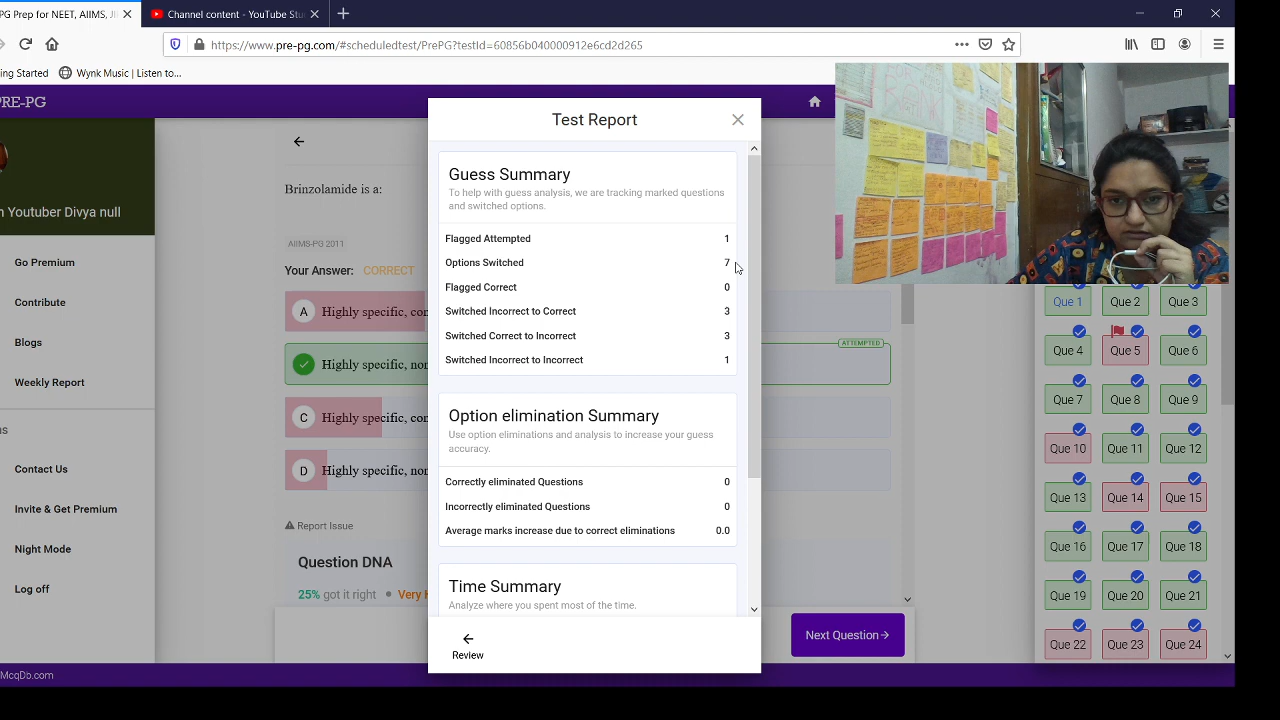 PG Prep for NEET, AIIMS, JI
Channel content - YouTube Stu
https://www.pre-pg.com/#scheduledtest/PrePG?testId=60856b040000912e6cd2d265
ing Started
Wynk Music | Listen to...
PRE-PG
Youtuber Divya null
Go Premium
Contribute
Blogs
Weekly Report
Contact Us
Invite & Get Premium
Night Mode
Log off
McqDb.com
Brinzolamide is a:
AIIMS-PG 2011
Your Answer: CORRECT
A Highly specific, con
Highly specific, non
ATTEMPTED
C Highly specific, con
D Highly specific, non
Report Issue
Question DNA
25% got it right • Very
Next Question
Test Report
Guess Summary
To help with guess analysis, we are tracking marked questions
and switched options.
Flagged Attempted 1
Options Switched 7
Flagged Correct 0
Switched Incorrect to Correct 3
Switched Correct to Incorrect 3
Switched Incorrect to Incorrect 1
Option elimination Summary
Use option eliminations and analysis to increase your guess
accuracy.
Correctly eliminated Questions 0
Incorrectly eliminated Questions 0
Average marks increase due to correct eliminations 0.0
Time Summary
Analyze where you spent most of the time.
Review
Que 1 Que 2 Que 3
Que 4 Que 5 Que 6
Que 7 Que 8 Que 9
Que 10 Que 11 Que 12
Que 13 Que 14 Que 15
Que 16 Que 17 Que 18
Que 19 Que 20 Que 21
Que 22 Que 23 Que 24